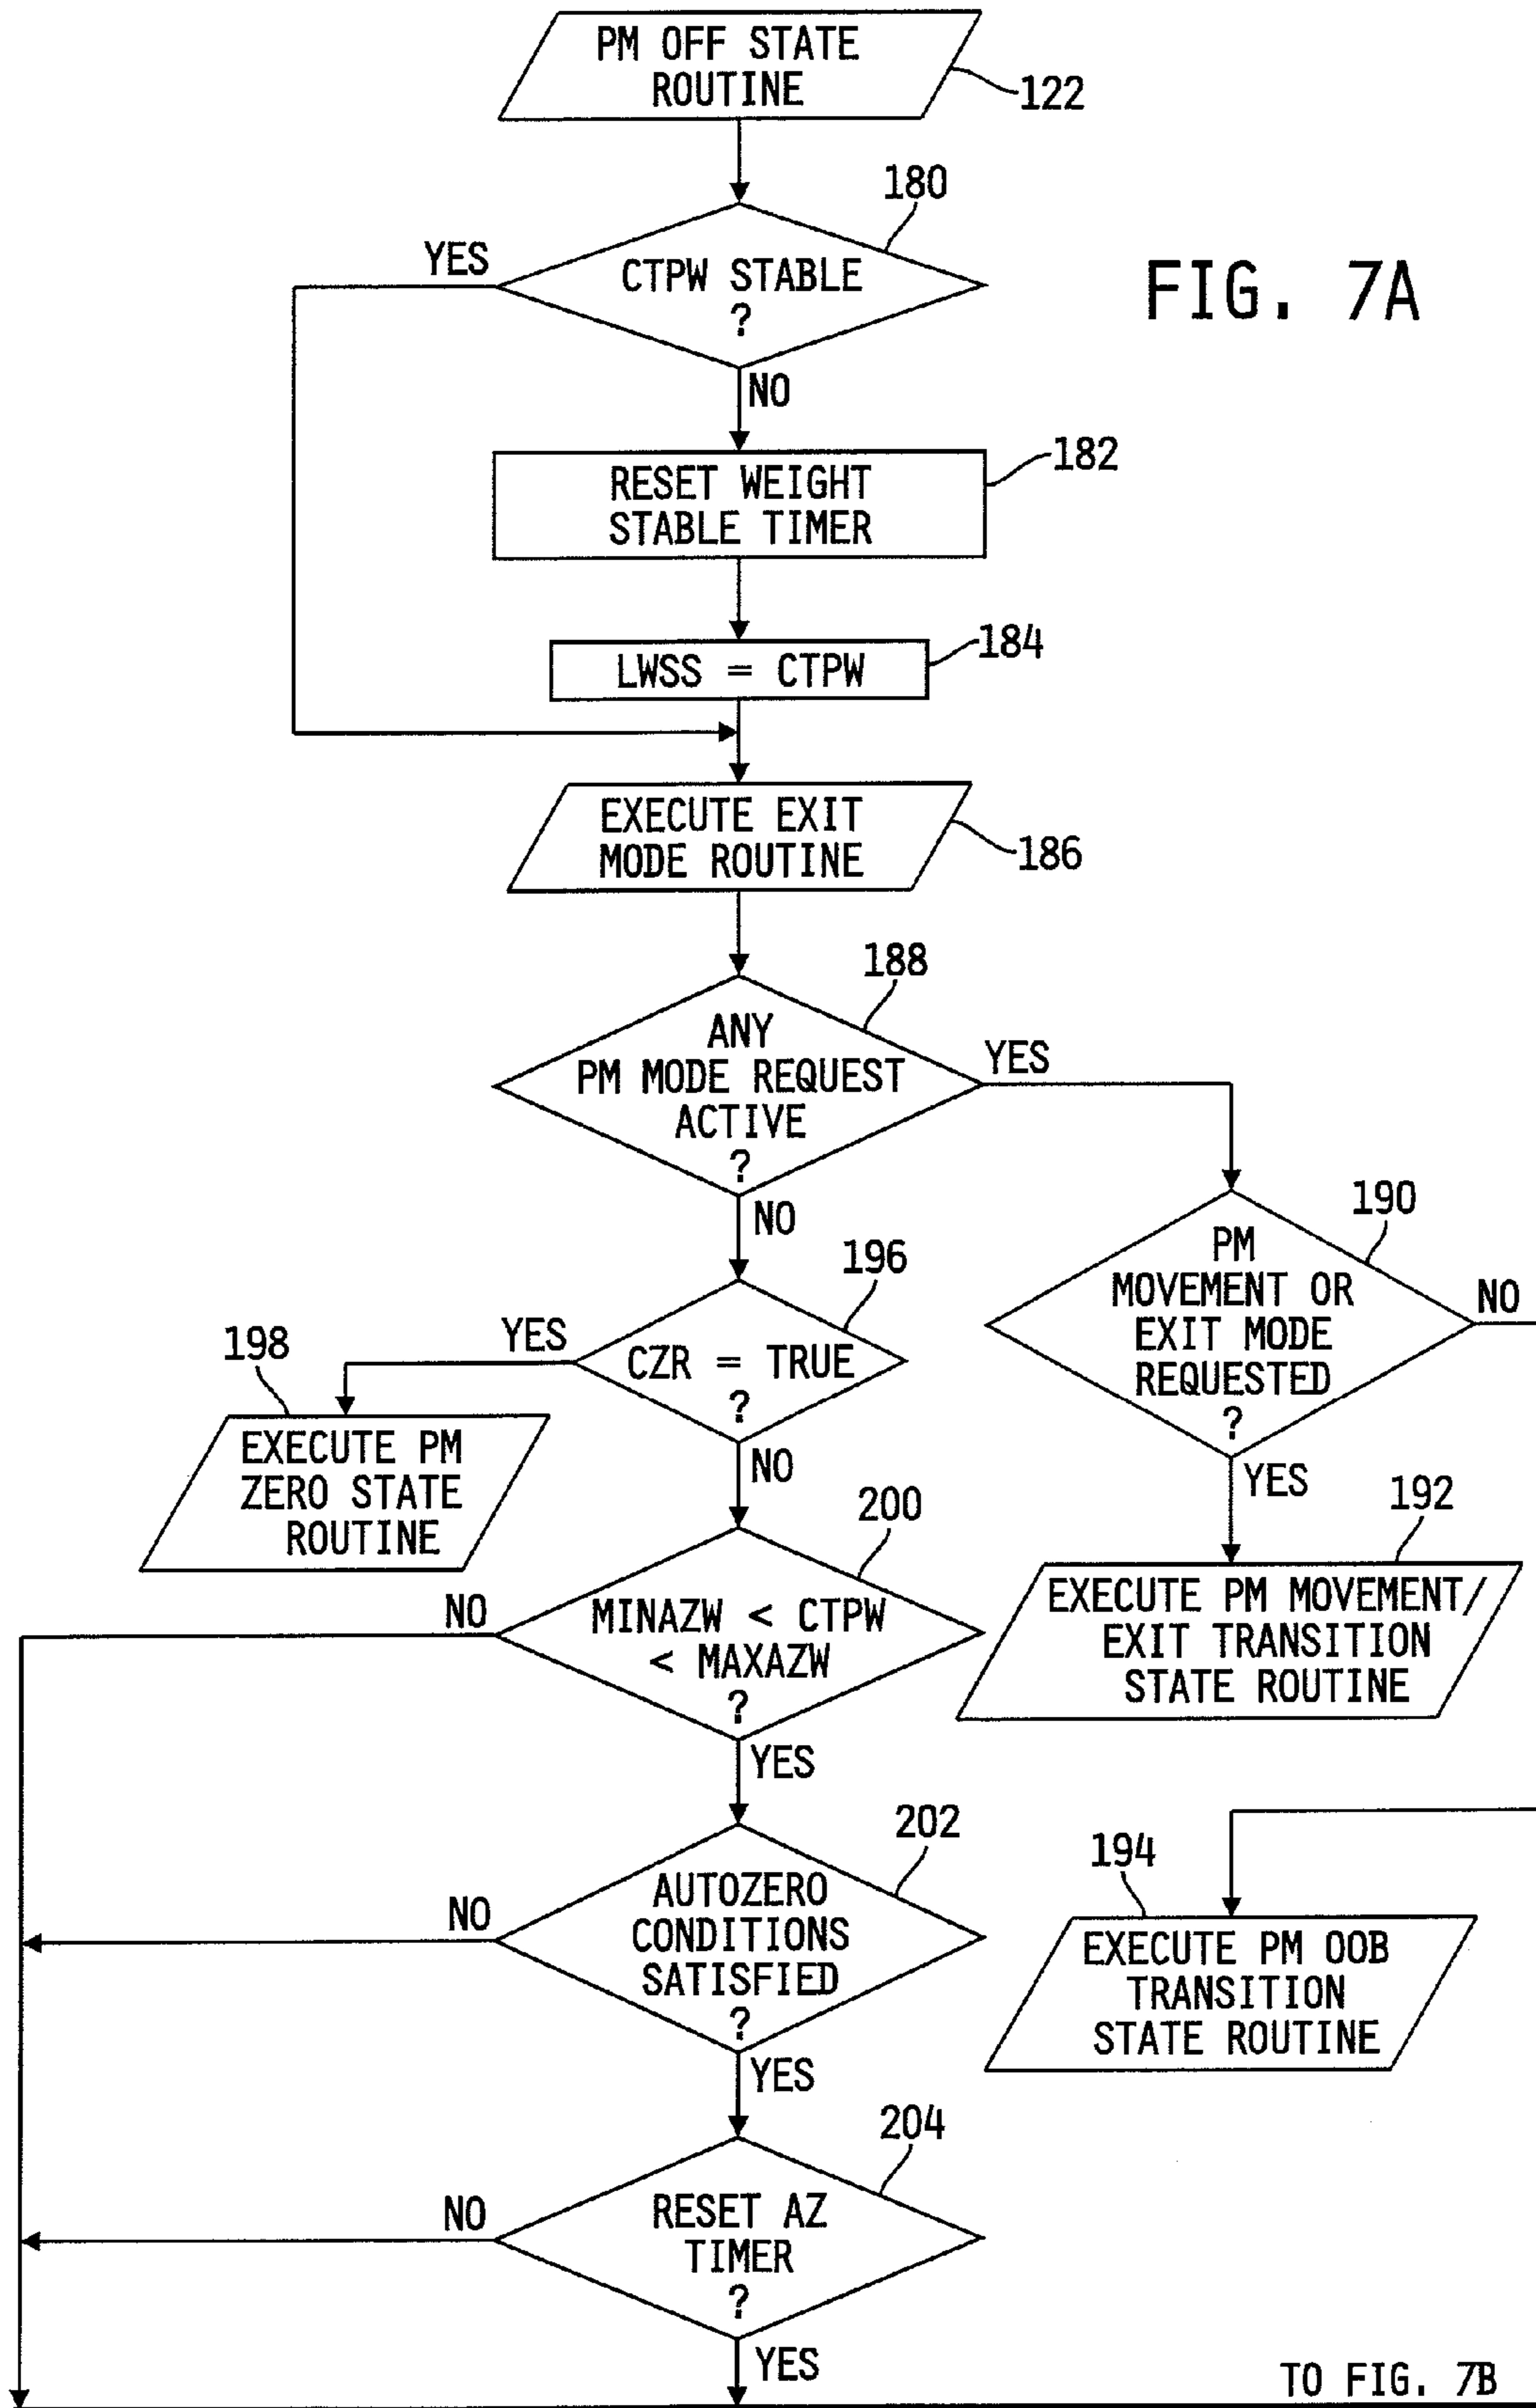 PM OFF STATE
ROUTINE
122
180
YES
CTPW STABLE
?
FIG. 7A
NO
182
RESET WEIGHT
STABLE TIMER
184
LWSS = CTPW
EXECUTE EXIT
MODE ROUTINE
186
188
ANY
PM MODE REQUEST
ACTIVE
?
YES
NO
190
PM
MOVEMENT OR
EXIT MODE
REQUESTED
?
NO
YES
196
CZR = TRUE
?
YES
198
EXECUTE PM
ZERO STATE
ROUTINE
NO
192
EXECUTE PM MOVEMENT/
EXIT TRANSITION
STATE ROUTINE
200
MINAZW < CTPW
< MAXAZW
?
NO
YES
202
AUTOZERO
CONDITIONS
SATISFIED
?
NO
YES
194
EXECUTE PM OOB
TRANSITION
STATE ROUTINE
204
RESET AZ
TIMER
?
NO
YES
TO FIG. 7B